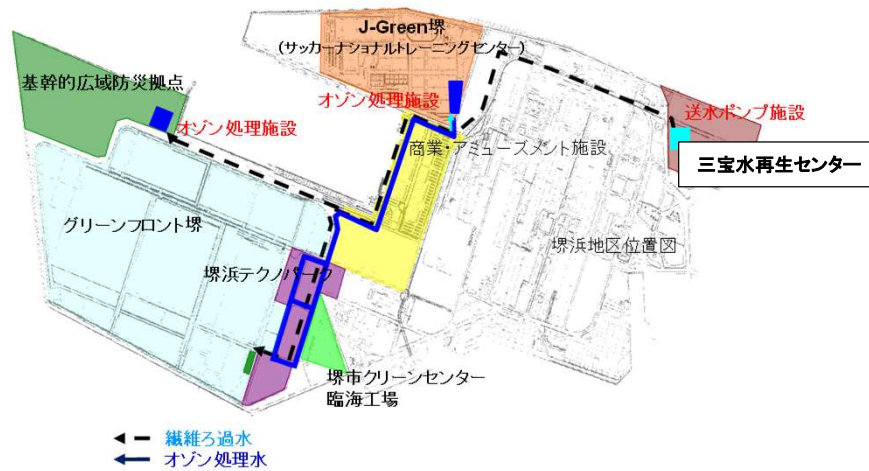 J-Green堺
(サッカーナショナルトレーニングセンター)
基幹的広域防災拠点
オゾン処理施設
オゾン処理施設
送水ポンプ施設
商業・アミューズメント施設
三宝水再生センター
グリーンフロント堺
堺浜地区位置図
堺浜テクノパーク
堺市クリーンセンター
臨海工場
繊維ろ過水
オゾン処理水